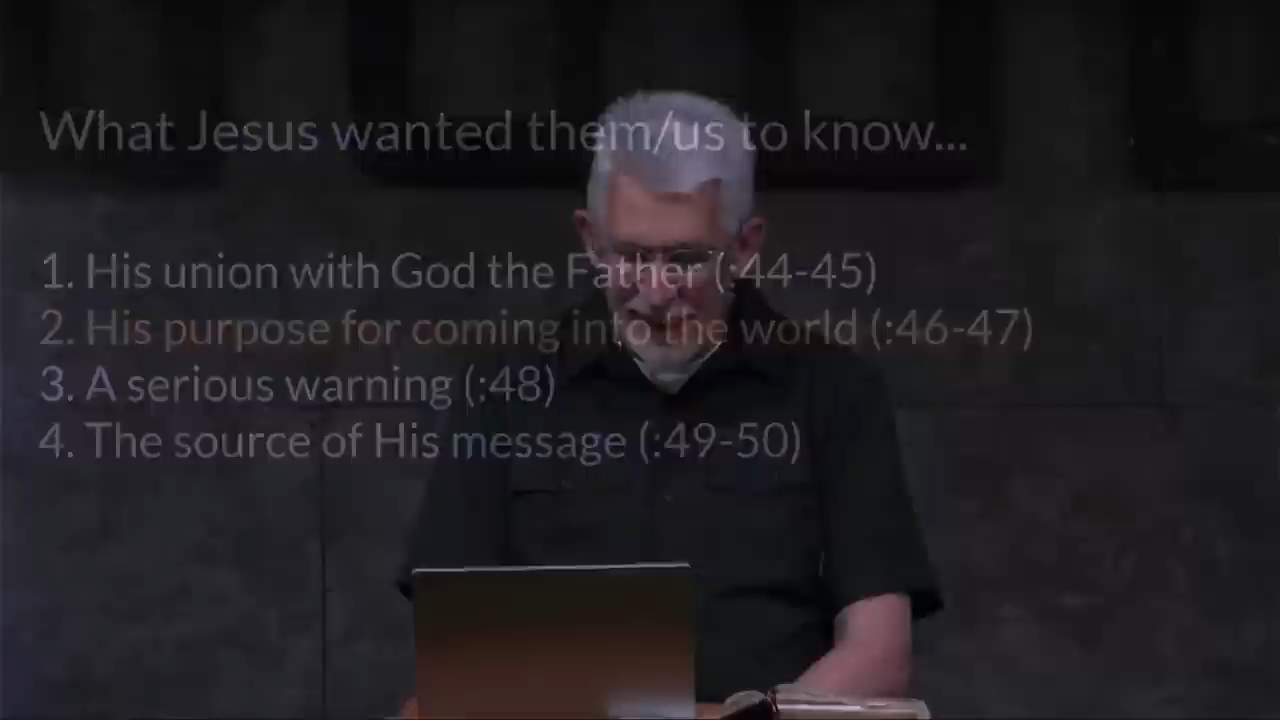 What Jesus wanted them/us to know...
1. His union with God the Father (:44-45)
2. His purpose for coming into the world (:46-47)
3. A serious warning (:48)
4. The source of His message (:49-50)